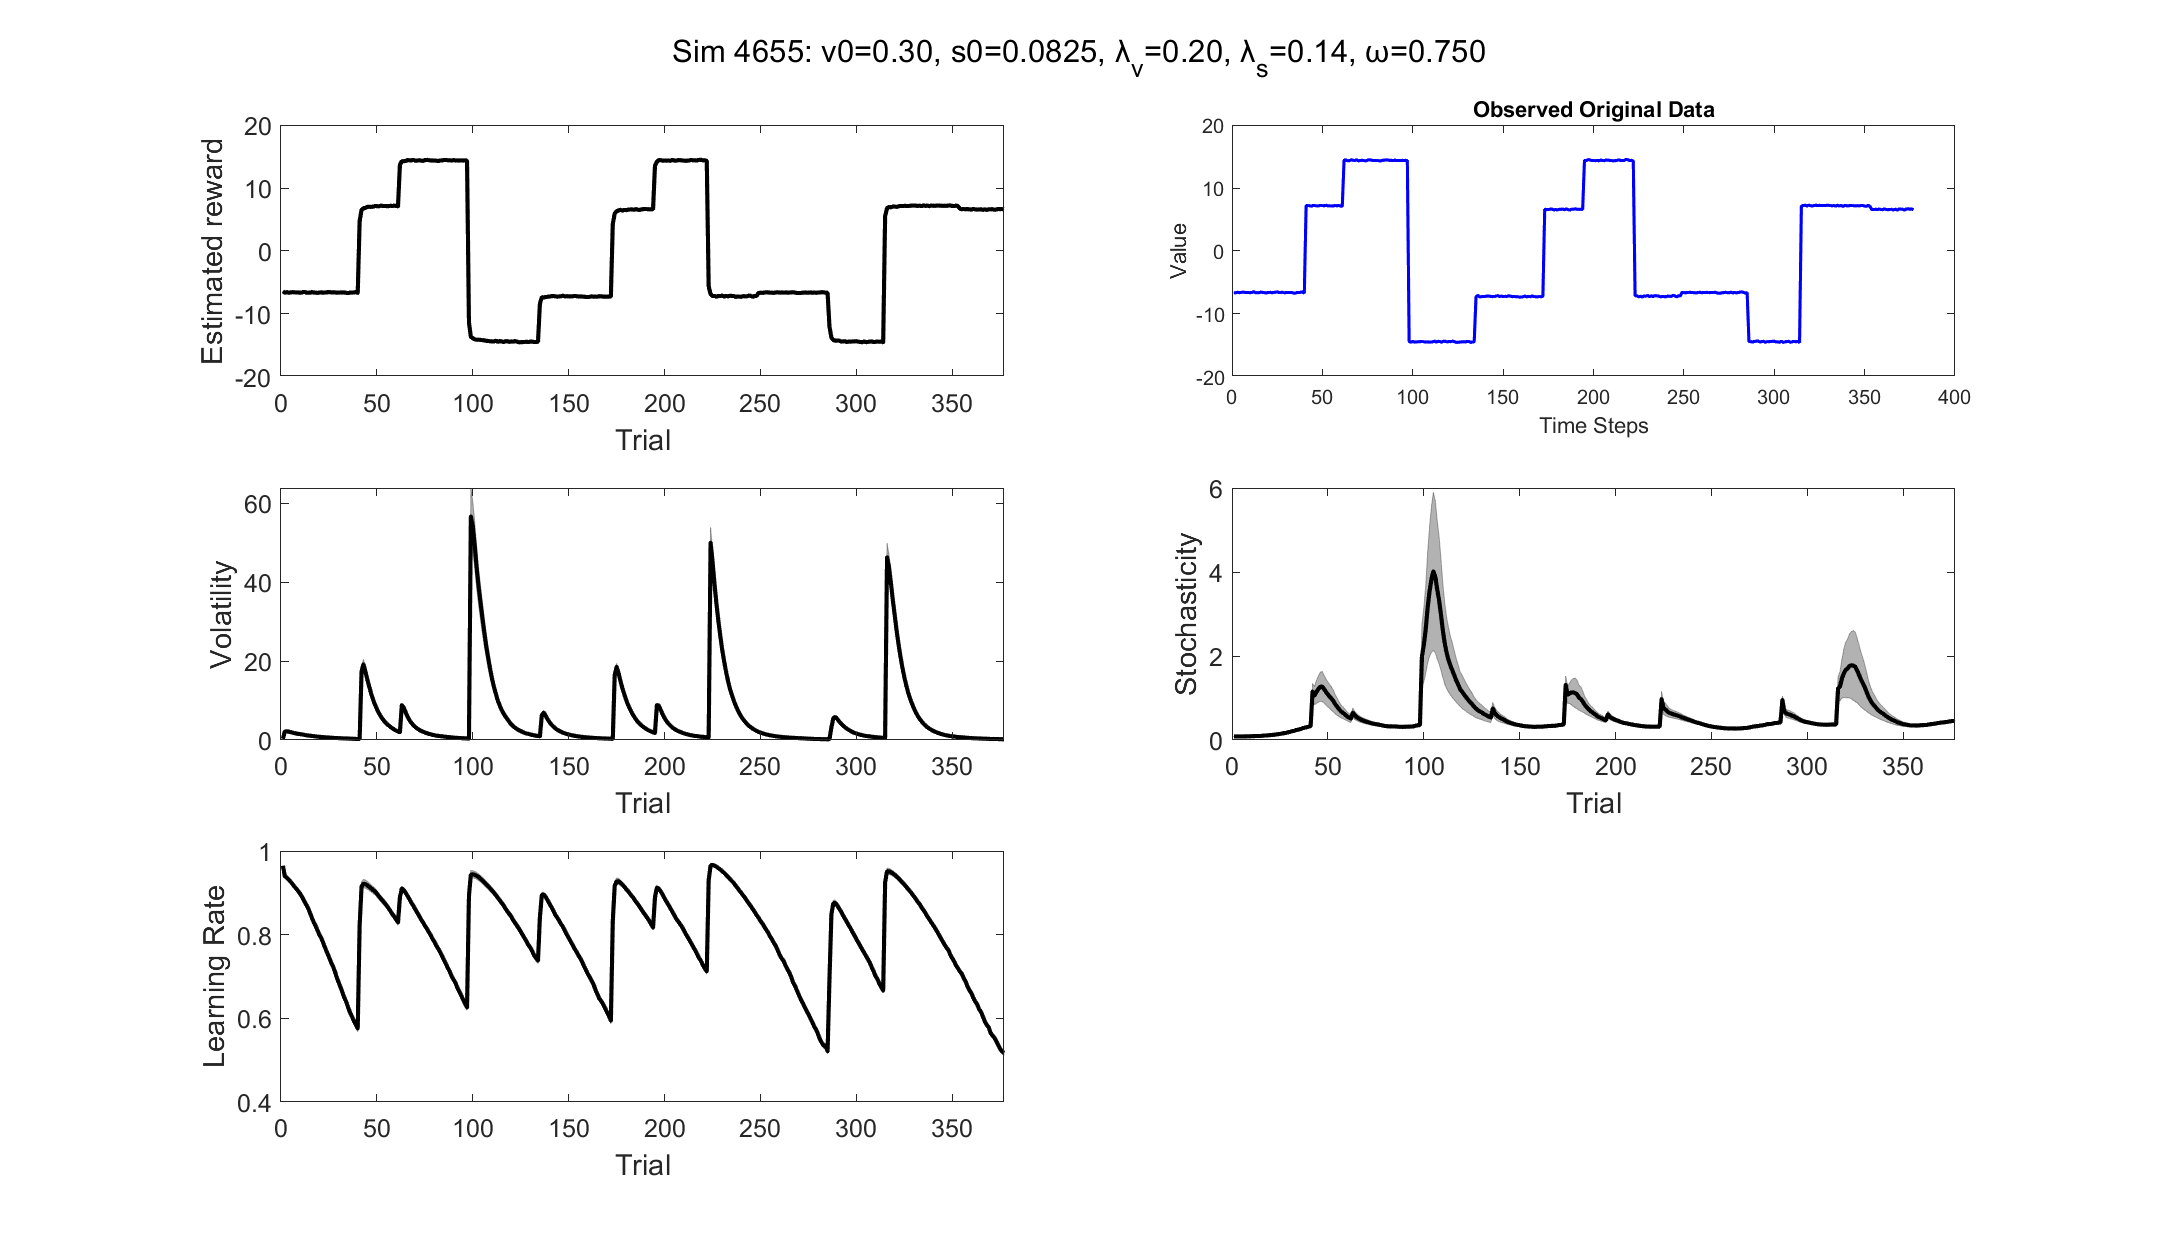 Sim 4655: v0=0.30, s0=0.0825, λ_v=0.20, λ_s=0.14, ω=0.750
20
10
0
-10
-20
Estimated reward
0 50 100 150 200 250 300 350
Trial
Observed Original Data
20
10
0
-10
-20
Value
0 50 100 150 200 250 300 350 400
Time Steps
60
40
20
0
Volatility
0 50 100 150 200 250 300 350
Trial
6
4
2
0
Stochasticity
0 50 100 150 200 250 300 350
Trial
1
0.8
0.6
0.4
Learning Rate
0 50 100 150 200 250 300 350
Trial